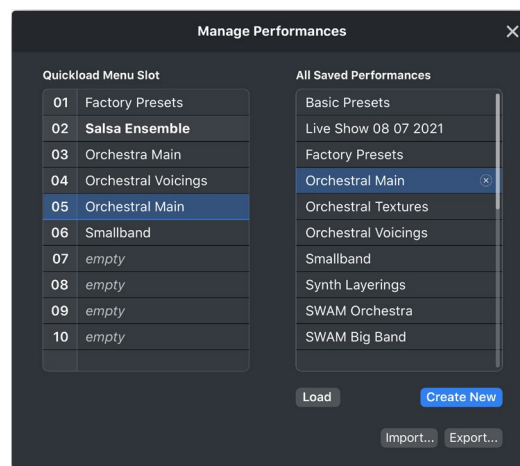 Manage Performances
Quickload Menu Slot
01 Factory Presets
02 Salsa Ensemble
03 Orchestra Main
04 Orchestral Voicings
05 Orchestral Main
06 Smallband
07 empty
08 empty
09 empty
10 empty
All Saved Performances
Basic Presets
Live Show 08 07 2021
Factory Presets
Orchestral Main
Orchestral Textures
Orchestral Voicings
Smallband
Synth Layerings
SWAM Orchestra
SWAM Big Band
Load Create New
Import... Export...